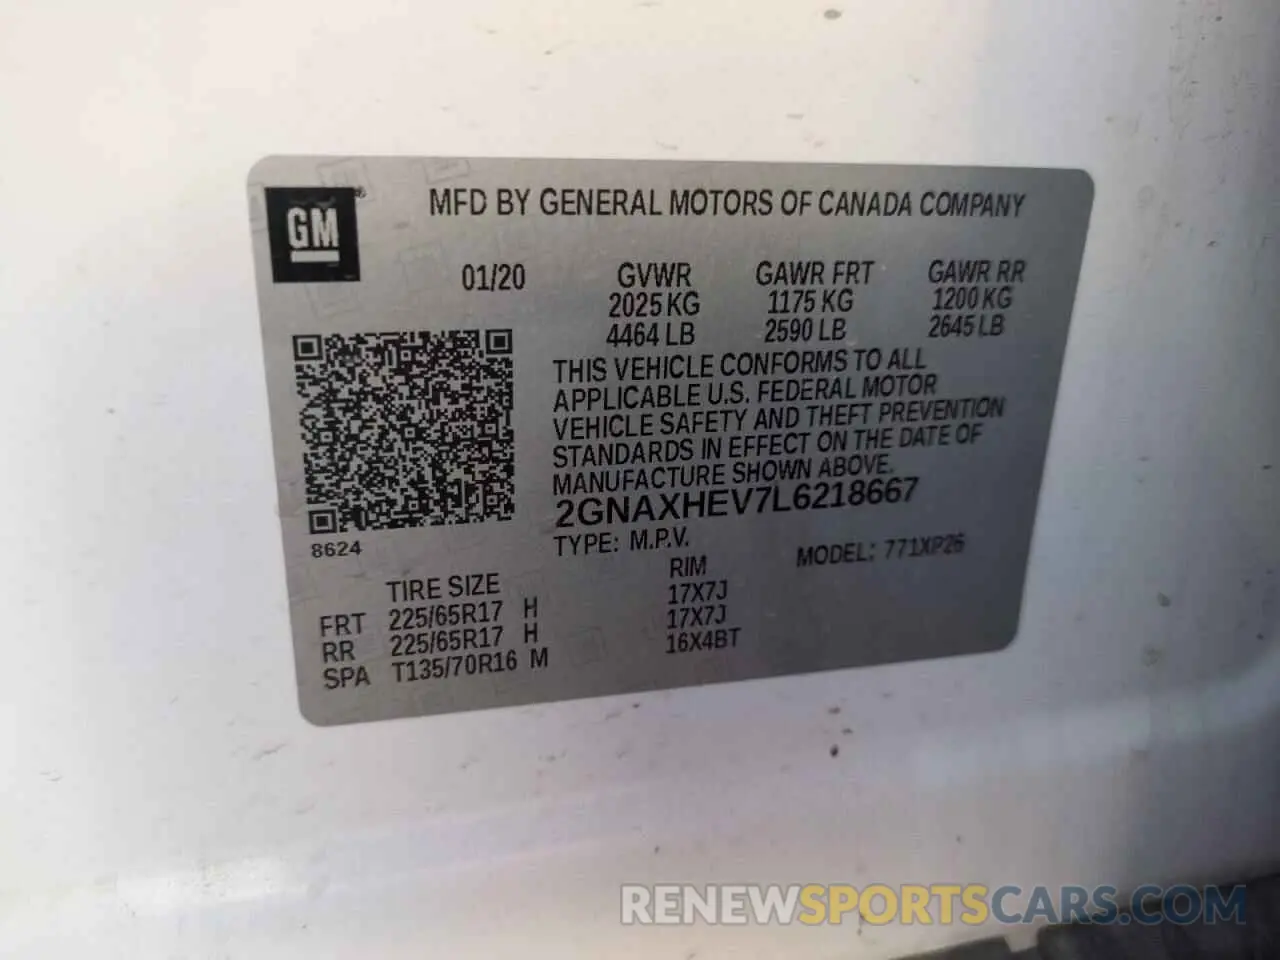 GM®
MFD BY GENERAL MOTORS OF CANADA COMPANY
01/20 GVWR GAWR FRT GAWR RR
2025 KG 1175 KG 1200 KG
4464 LB 2590 LB 2645 LB
THIS VEHICLE CONFORMS TO ALL
APPLICABLE U.S. FEDERAL MOTOR
VEHICLE SAFETY AND THEFT PREVENTION
STANDARDS IN EFFECT ON THE DATE OF
MANUFACTURE SHOWN ABOVE.
2GNAXHEV7L6218667
8624
TYPE: M.P.V. MODEL: 771XP26
TIRE SIZE RIM
FRT 225/65R17 H 17X7J
RR 225/65R17 H 17X7J
SPA T135/70R16 M 16X4BT
RENEWSPORTSCARS.COM